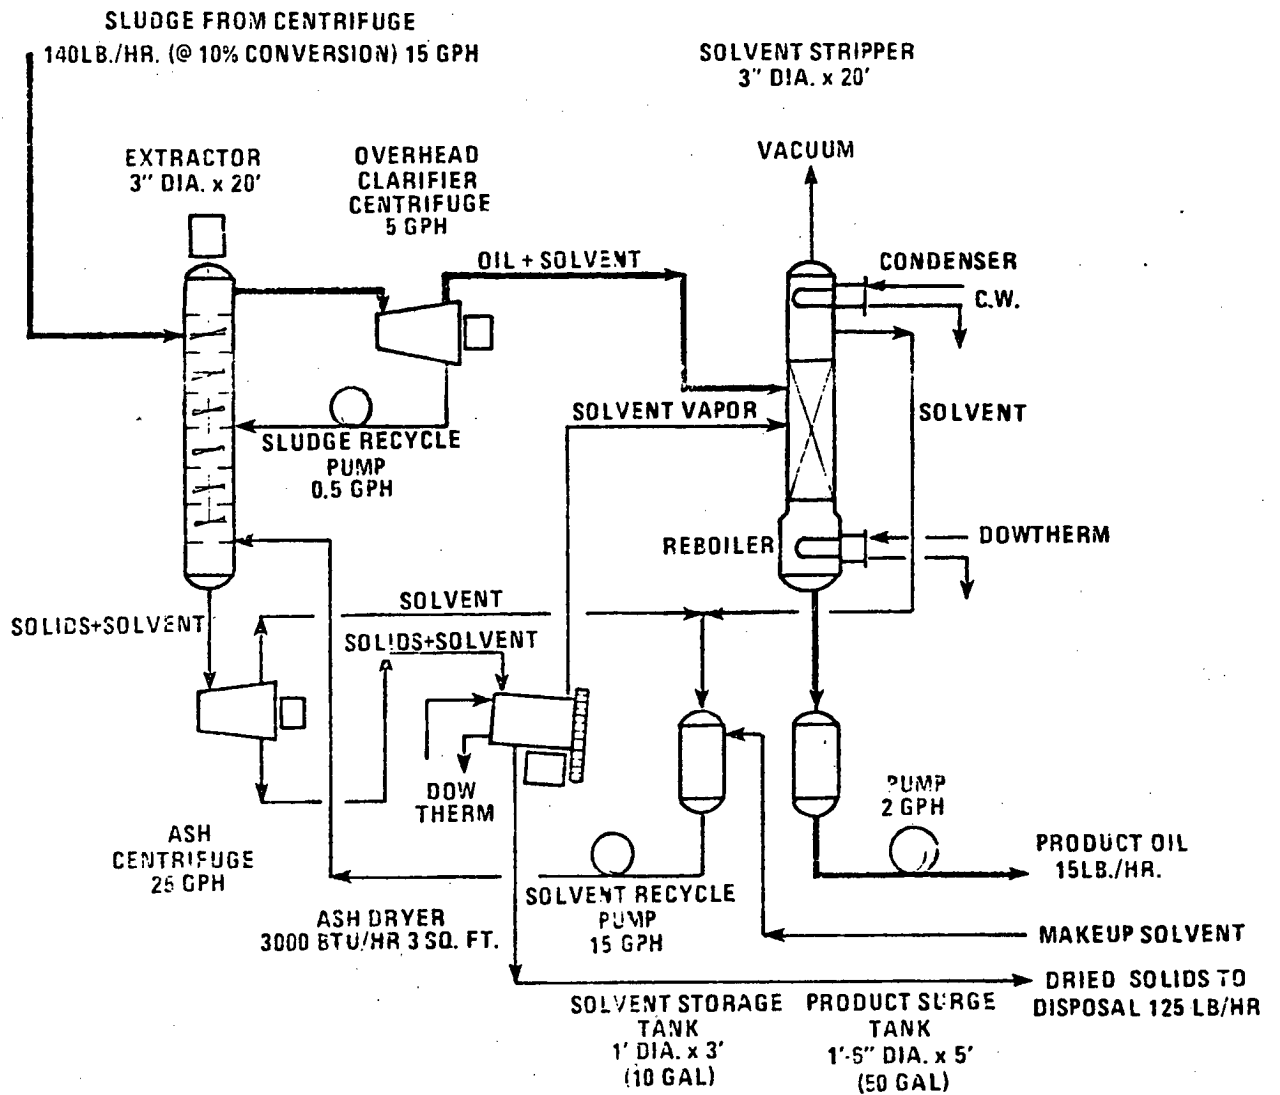 SLUDGE FROM CENTRIFUGE
140LB./HR. (@ 10% CONVERSION) 15 GPH
SOLVENT STRIPPER
3" DIA. x 20'
EXTRACTOR
3" DIA. x 20'
OVERHEAD
CLARIFIER
CENTRIFUGE
5 GPH
VACUUM
OIL + SOLVENT
CONDENSER
C.W.
SOLVENT VAPOR
SOLVENT
SLUDGE RECYCLE
PUMP
0.5 GPH
REBOILER
DOWTHERM
SOLVENT
SOLIDS+SOLVENT
SOLIDS+SOLVENT
DOW
THERM
PUMP
2 GPH
ASH
CENTRIFUGE
25 GPH
PRODUCT OIL
15LB./HR.
SOLVENT RECYCLE
PUMP
15 GPH
ASH DRYER
3000 BTU/HR 3 SQ. FT.
MAKEUP SOLVENT
DRIED SOLIDS TO
DISPOSAL 125 LB/HR
SOLVENT STORAGE
TANK
1' DIA. x 3'
(10 GAL)
PRODUCT SURGE
TANK
1'-6" DIA. x 5'
(50 GAL)